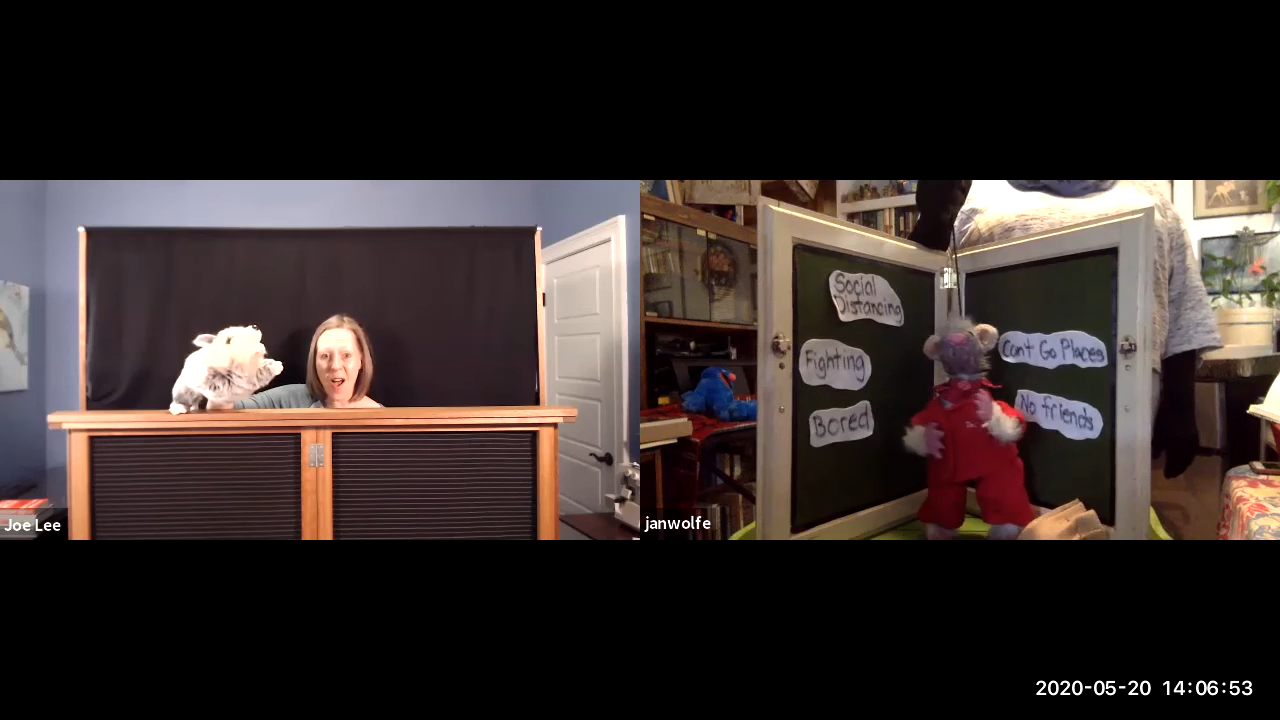 Social
Distancing
Fighting
Bored
Can't Go Places
No friends
Joe Lee
janwolfe
2020-05-20 14:06:53